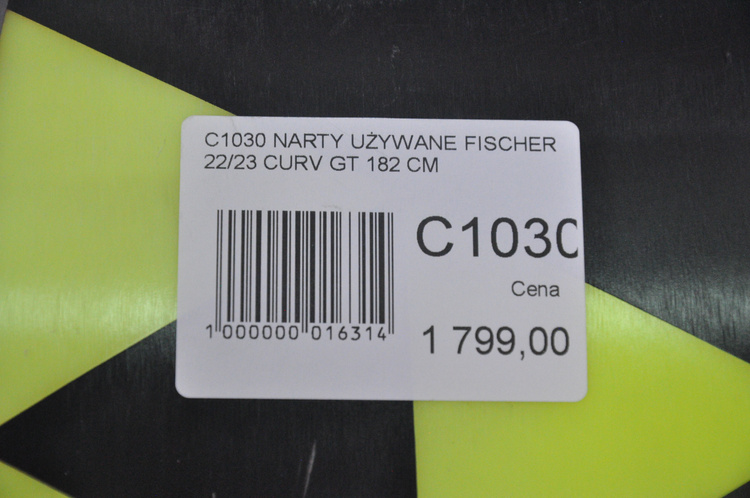 C1030 NARTY UŻYWANE FISCHER
22/23 CURV GT 182 CM
C1030
Cena
1 799,00
1 000000 016314